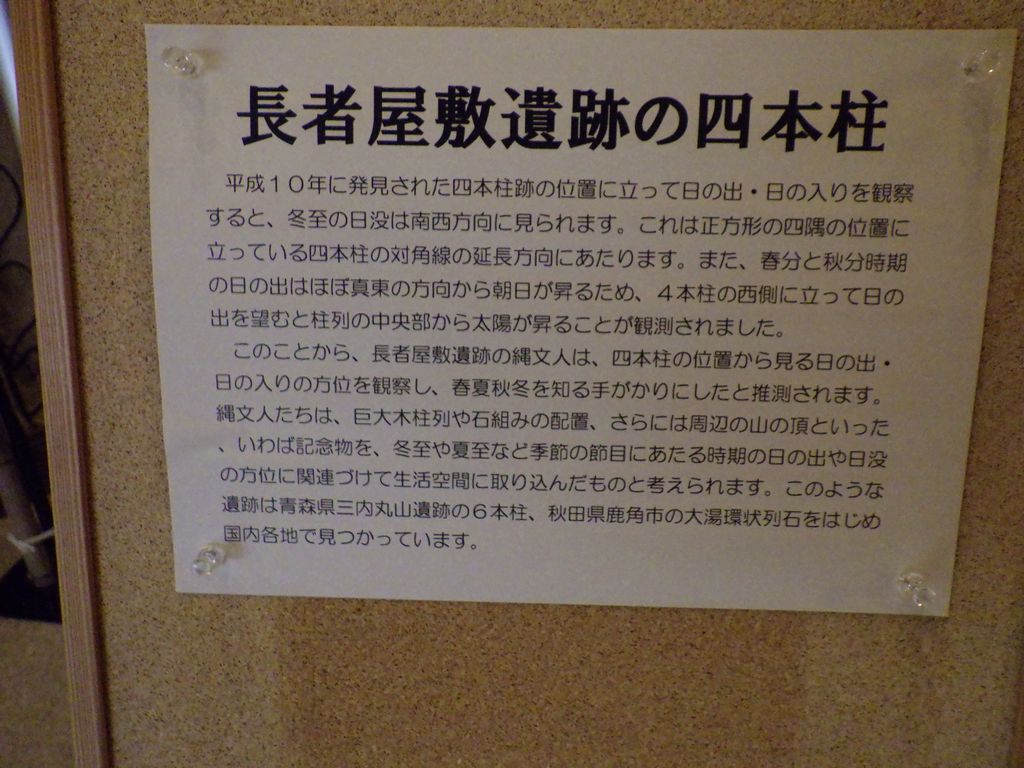 長者屋敷遺跡の四本柱
平成１０年に発見された四本柱跡の位置に立って日の出・日の入りを観察
すると、冬至の日没は南西方向に見られます。これは正方形の四隅の位置に
立っている四本柱の対角線の延長方向にあたります。また、春分と秋分時期
の日の出はほぼ真東の方向から朝日が昇るため、４本柱の西側に立って日の
出を望むと柱列の中央部から太陽が昇ることが観測されました。
このことから、長者屋敷遺跡の縄文人は、四本柱の位置から見る日の出・
日の入りの方位を観察し、春夏秋冬を知る手がかりにしたと推測されます。
縄文人たちは、巨大木柱列や石組みの配置、さらには周辺の山の頂といった
、いわば記念物を、冬至や夏至など季節の節目にあたる時期の日の出や日没
の方位に関連づけて生活空間に取り込んだものと考えられます。このような
遺跡は青森県三内丸山遺跡の６本柱、秋田県鹿角市の大湯環状列石をはじめ
国内各地で見つかっています。